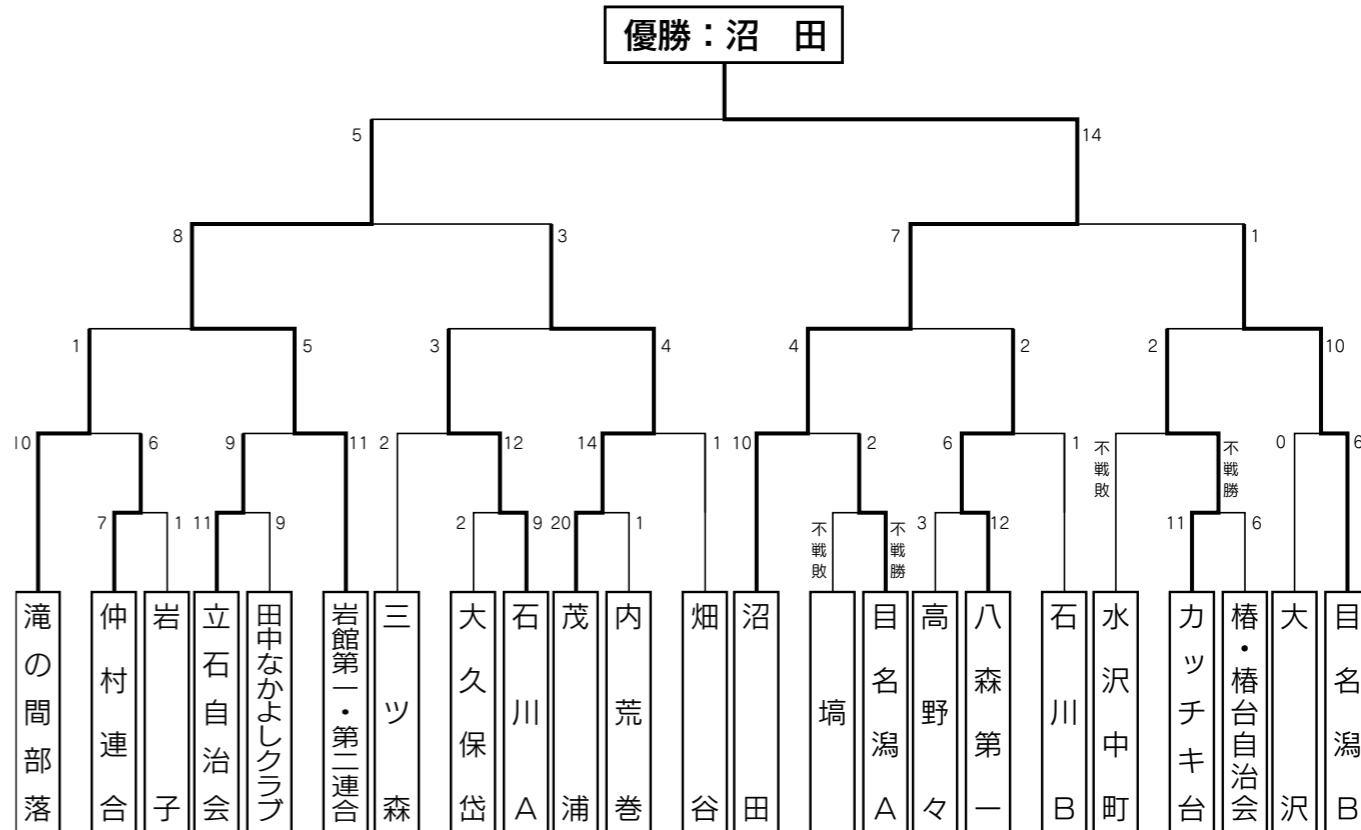 優勝：沼　田
5 14
8 3 7 1
1 5 3 4 4 2 2 10
10 6 9 11 2 12 14 1 10 2 6 1 不戦敗 不戦勝 0 6
7 1 11 9 2 9 20 1 不戦敗 不戦勝 3 12 11 6
滝の間部落
仲村連合
岩子
立石自治会
田中なかよしクラブ
岩館第一・第二連合
三ツ森
大久保岱
石川A
茂浦
内荒巻
畑谷
沼田
塙
目名潟A
高野々
八森第一
石川B
水沢中町
カッチキ台
椿・椿台自治会
大沢
目名潟B